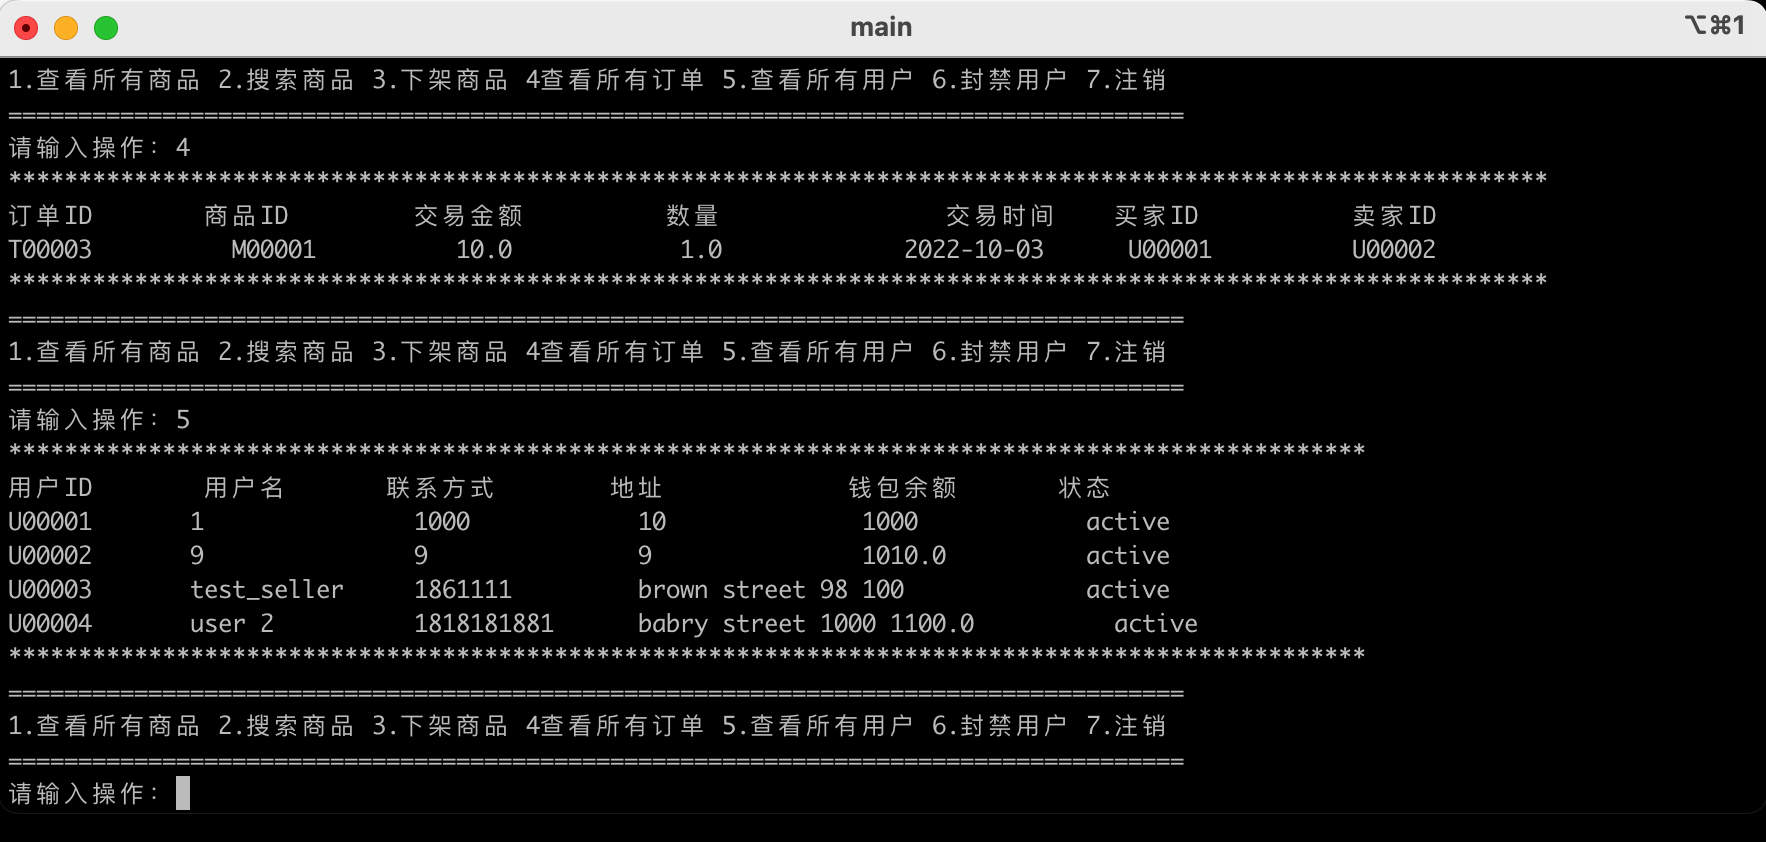 main ⌥⌘1
1.查看所有商品 2.搜索商品 3.下架商品 4查看所有订单 5.查看所有用户 6.封禁用户 7.注销
====================================================================================
请输入操作：4
**************************************************************************************************************
订单ID 商品ID 交易金额 数量 交易时间 买家ID 卖家ID
T00003 M00001 10.0 1.0 2022-10-03 U00001 U00002
**************************************************************************************************************
====================================================================================
1.查看所有商品 2.搜索商品 3.下架商品 4查看所有订单 5.查看所有用户 6.封禁用户 7.注销
====================================================================================
请输入操作：5
*************************************************************************************************
用户ID 用户名 联系方式 地址 钱包余额 状态
U00001 1 1000 10 1000 active
U00002 9 9 9 1010.0 active
U00003 test_seller 1861111 brown street 98 100 active
U00004 user 2 1818181881 babry street 1000 1100.0 active
*************************************************************************************************
====================================================================================
1.查看所有商品 2.搜索商品 3.下架商品 4查看所有订单 5.查看所有用户 6.封禁用户 7.注销
====================================================================================
请输入操作：